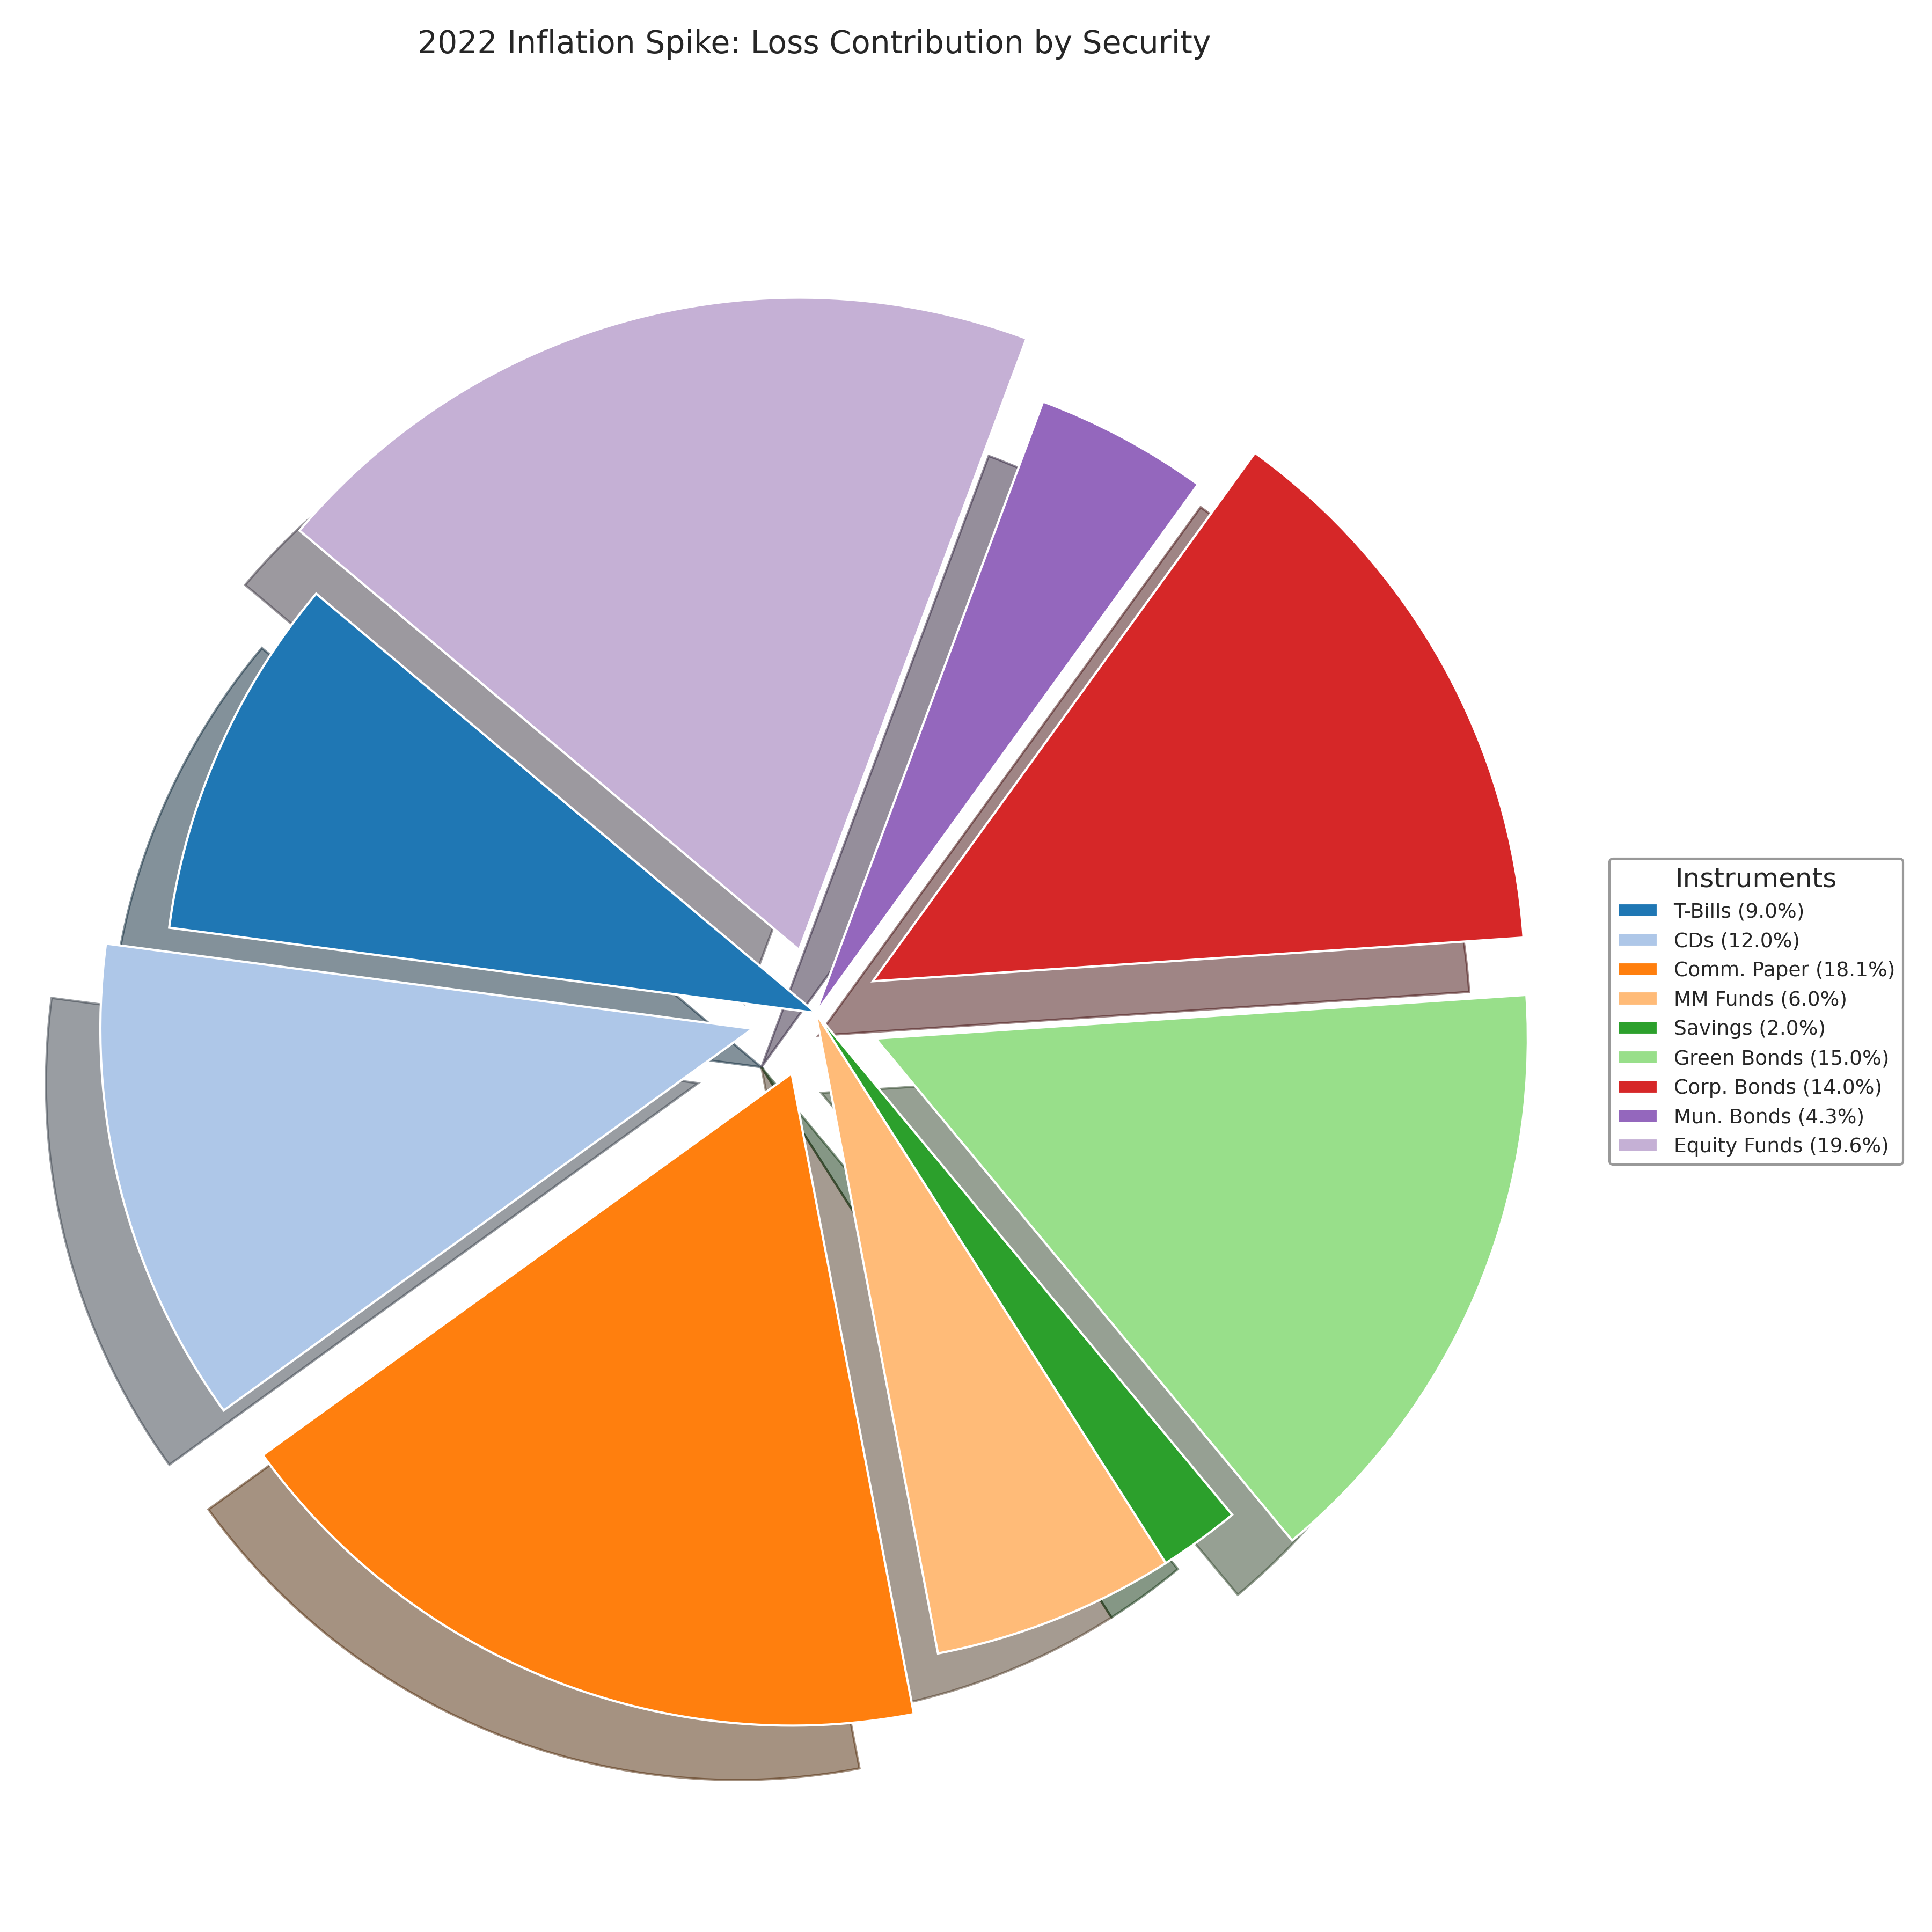 2022 Inflation Spike: Loss Contribution by Security
Instruments
T-Bills (9.0%)
CDs (12.0%)
Comm. Paper (18.1%)
MM Funds (6.0%)
Savings (2.0%)
Green Bonds (15.0%)
Corp. Bonds (14.0%)
Mun. Bonds (4.3%)
Equity Funds (19.6%)